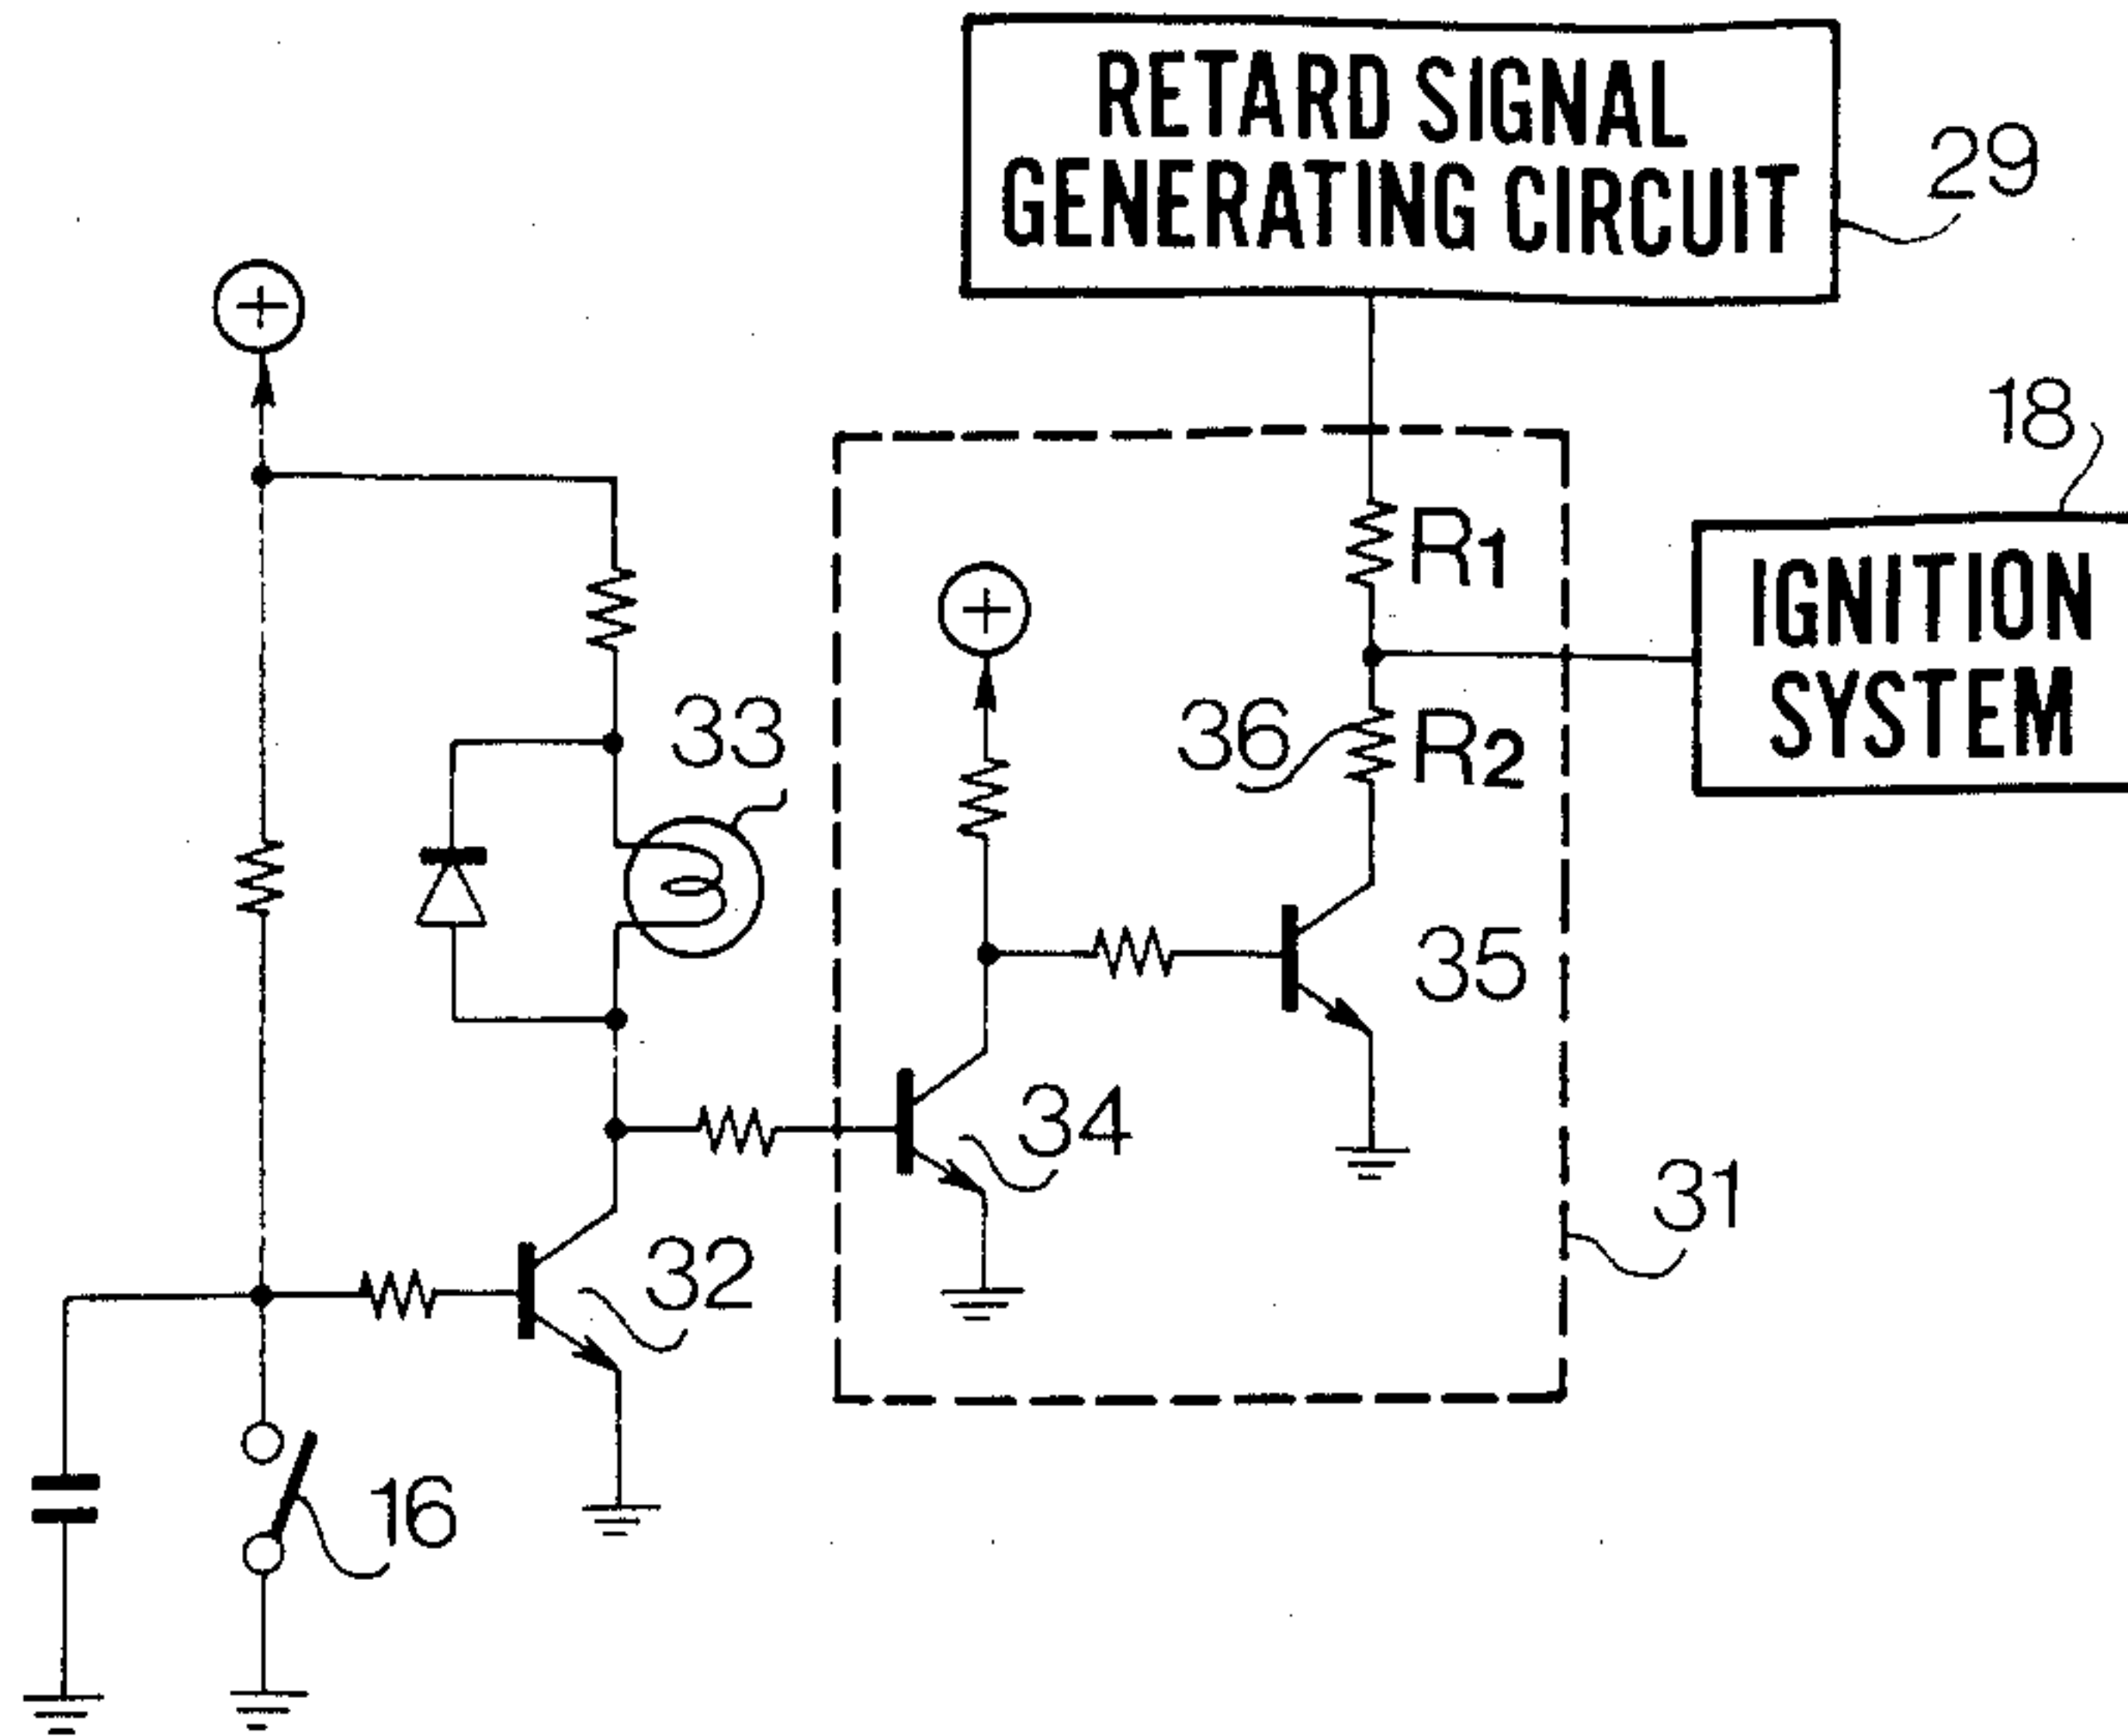 RETARD SIGNAL
GENERATING CIRCUIT
29
18
R1
IGNITION
SYSTEM
33
36
R2
35
34
31
32
16